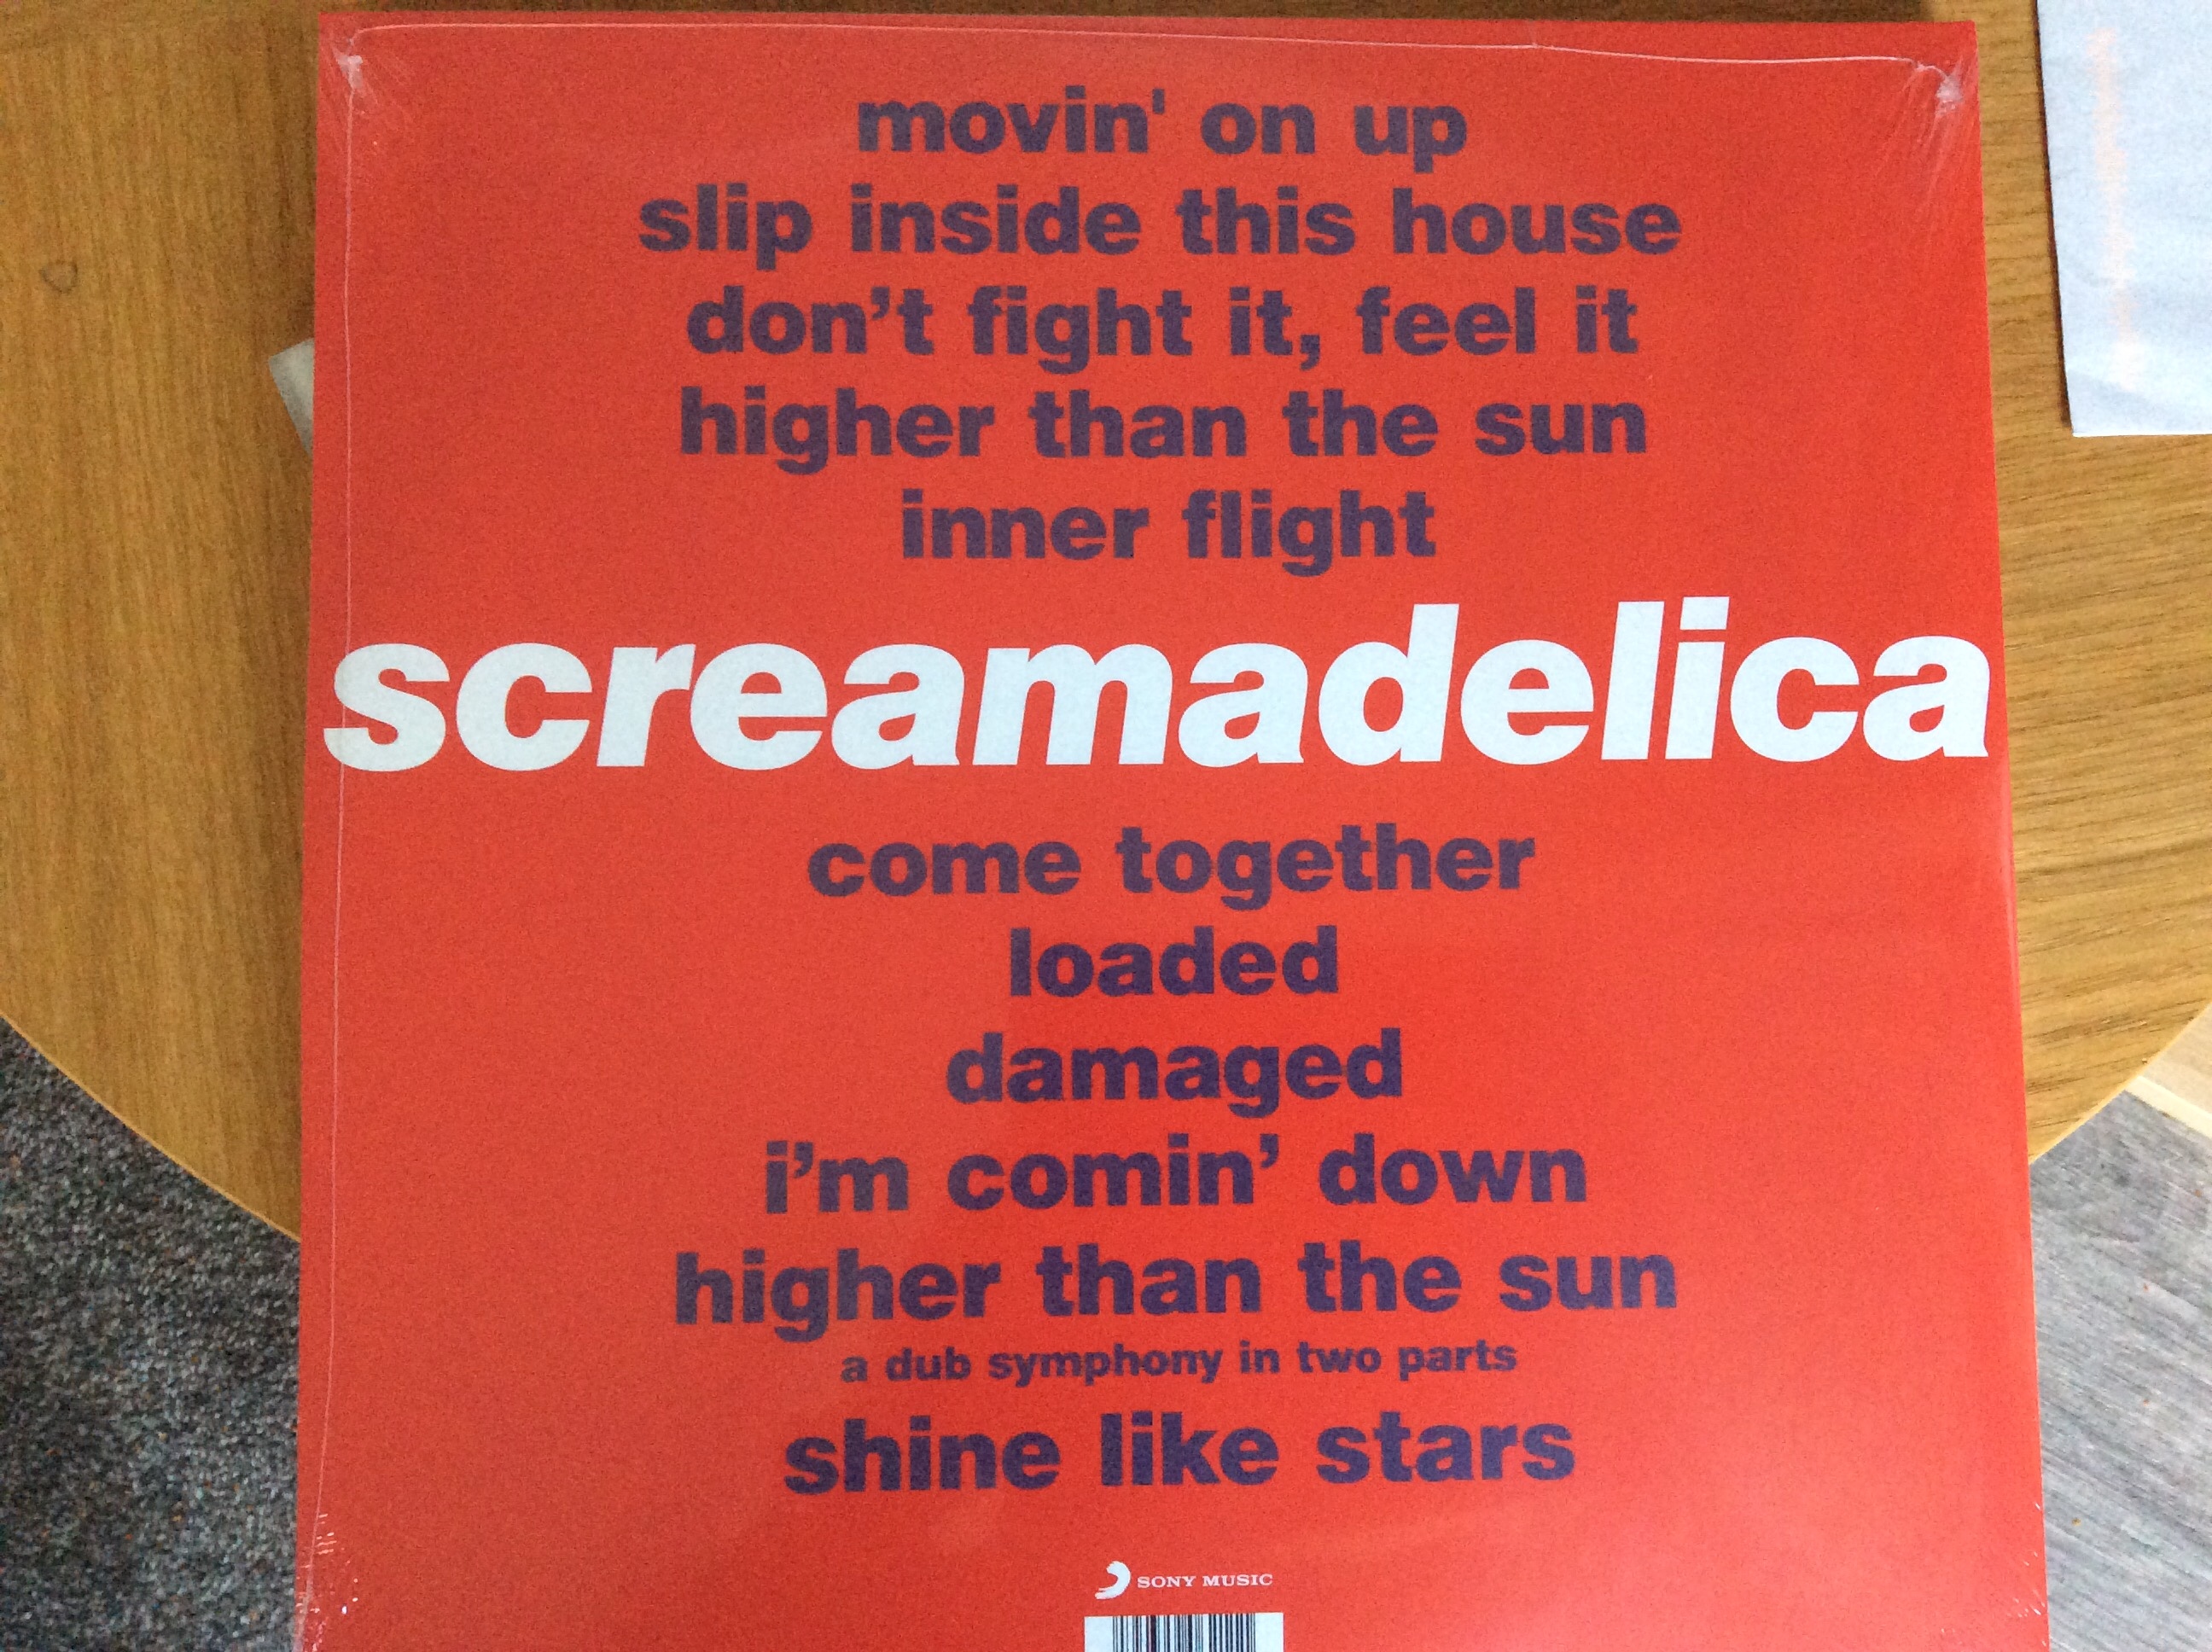 movin' on up
slip inside this house
don’t fight it, feel it
higher than the sun
inner flight
screamadelica
come together
loaded
damaged
i’m comin’ down
higher than the sun
a dub symphony in two parts
shine like stars
SONY MUSIC